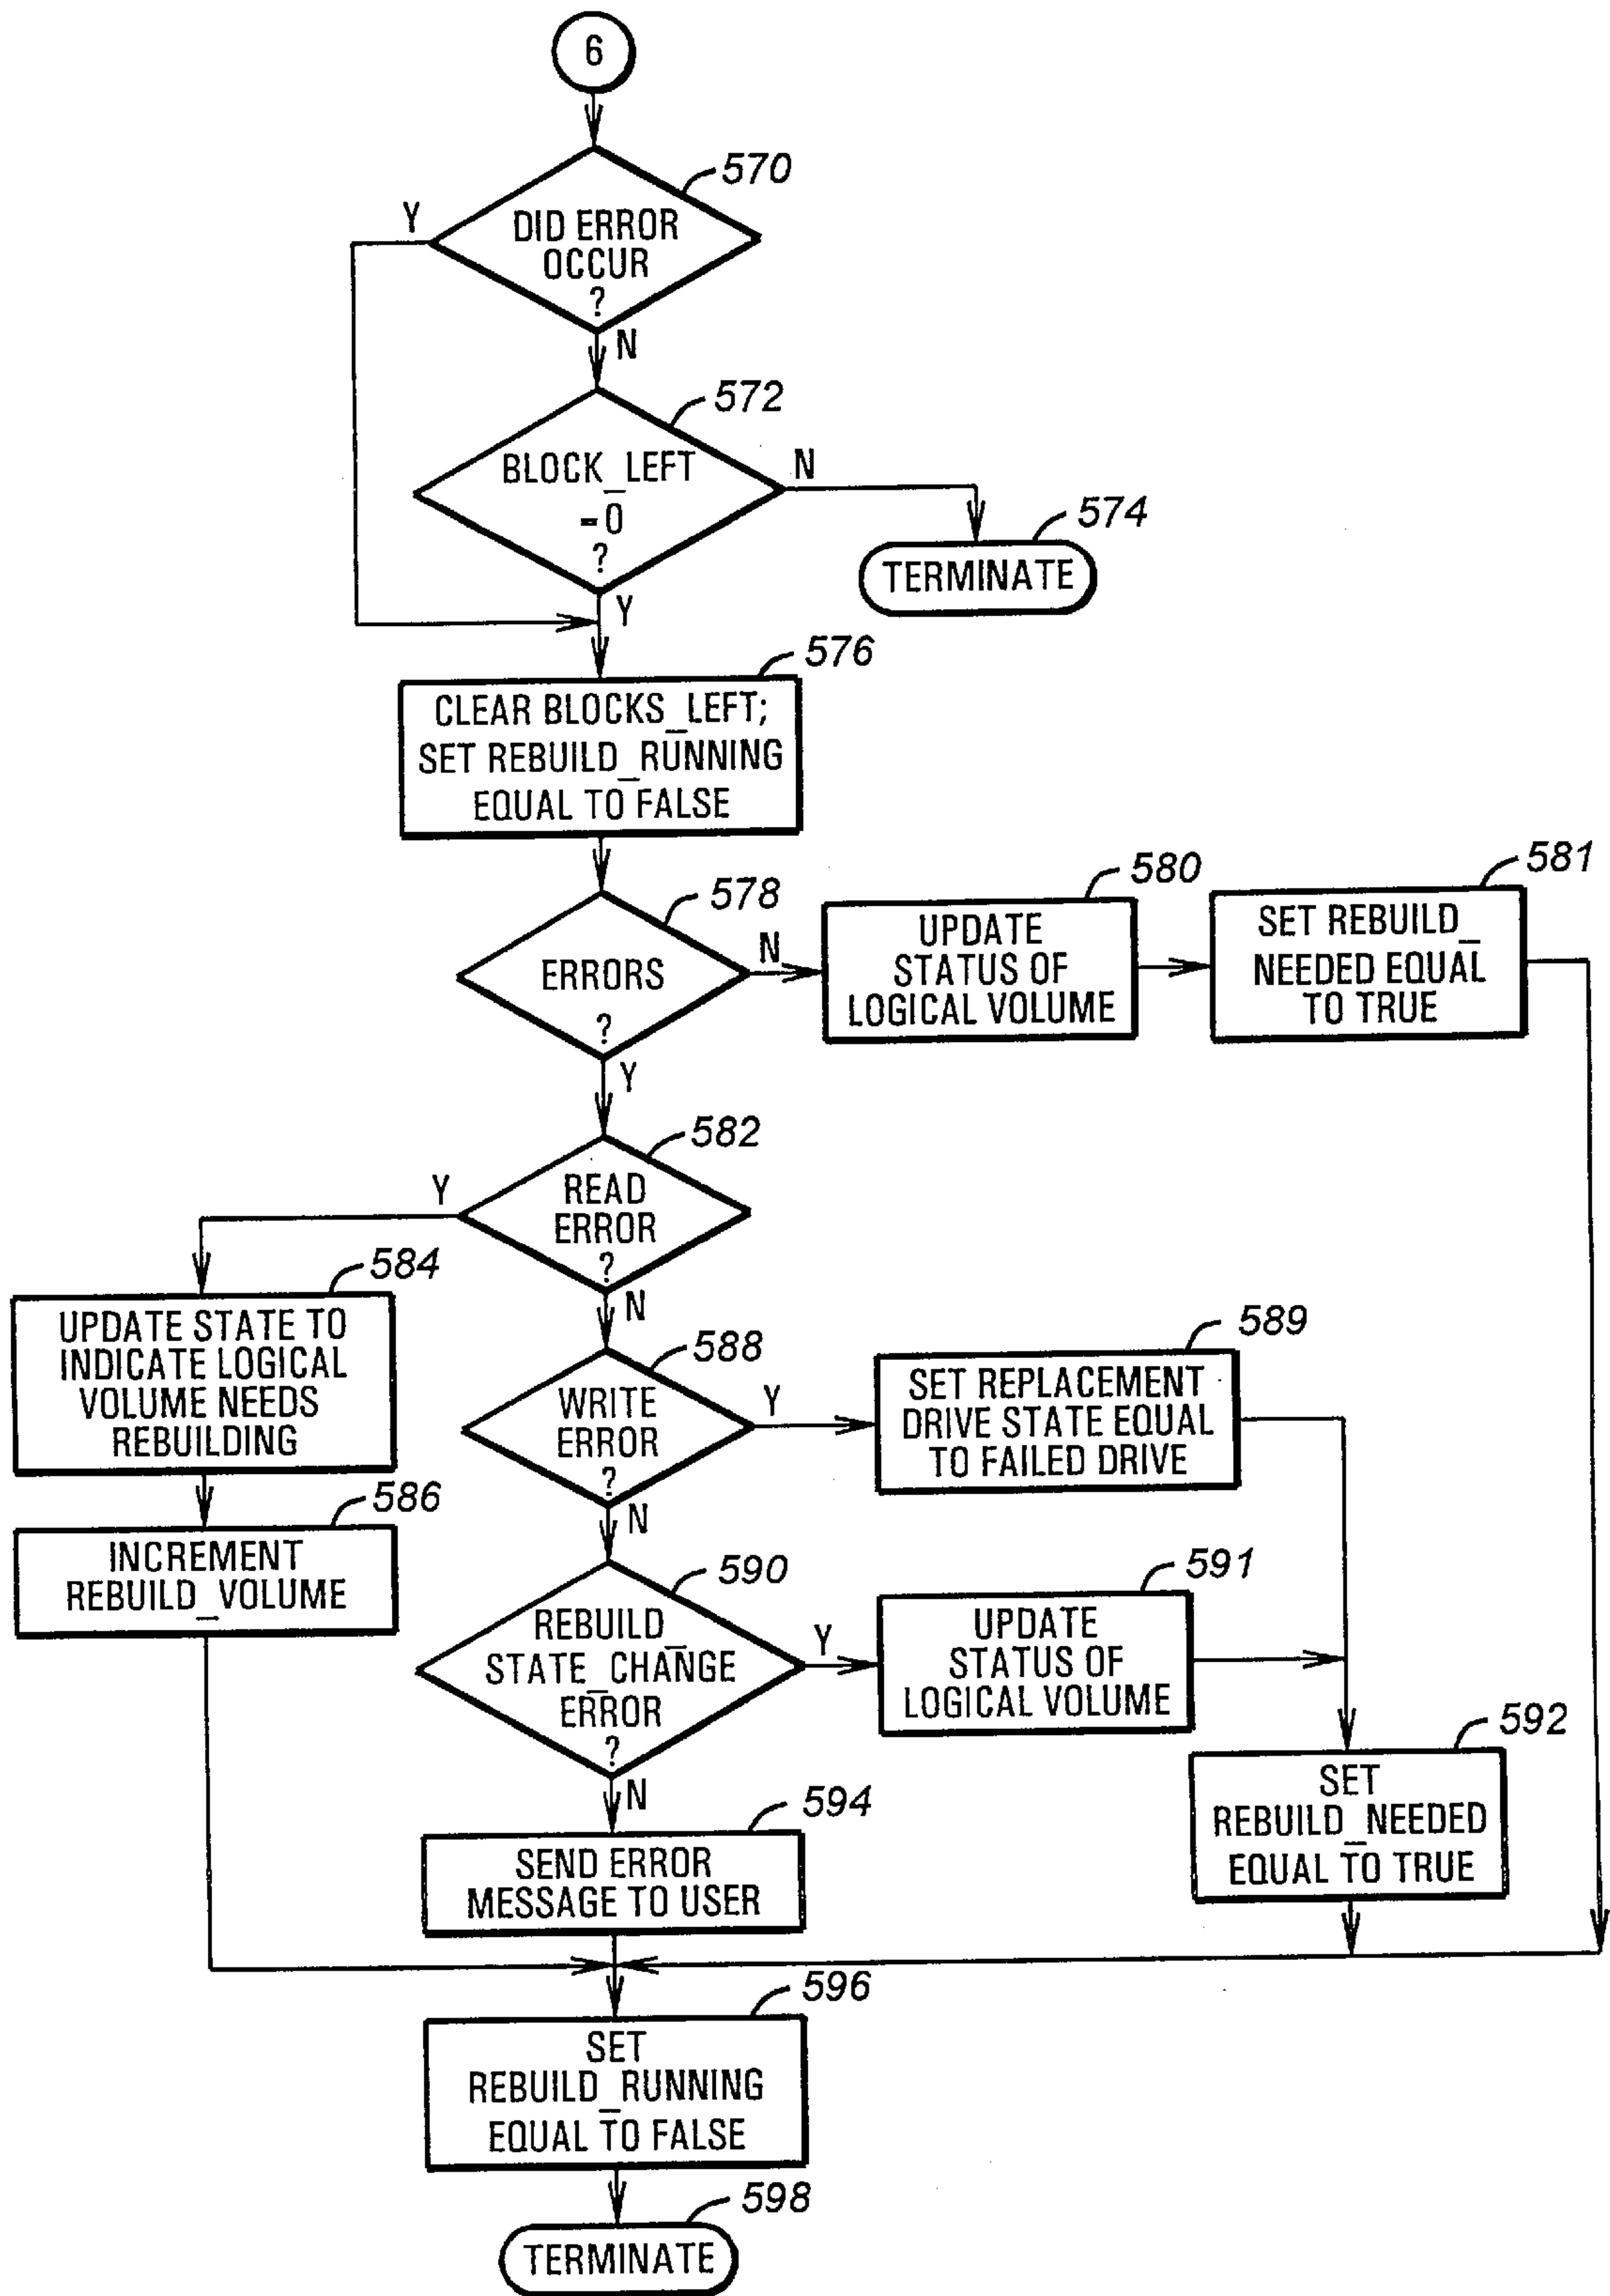 6
570
Y
DID ERROR
OCCUR
?
N
572
BLOCK_LEFT
=0
?
N
574
TERMINATE
Y
576
CLEAR BLOCKS_LEFT;
SET REBUILD_RUNNING
EQUAL TO FALSE
578
ERRORS
?
N
580
UPDATE
STATUS OF
LOGICAL VOLUME
581
SET REBUILD_
NEEDED EQUAL
TO TRUE
Y
582
READ
ERROR
?
Y
584
UPDATE STATE TO
INDICATE LOGICAL
VOLUME NEEDS
REBUILDING
586
INCREMENT
REBUILD_VOLUME
N
588
WRITE
ERROR
?
Y
589
SET REPLACEMENT
DRIVE STATE EQUAL
TO FAILED DRIVE
N
590
REBUILD_
STATE_CHANGE_
ERROR
?
Y
591
UPDATE
STATUS OF
LOGICAL VOLUME
592
SET
REBUILD_NEEDED
EQUAL TO TRUE
N
594
SEND ERROR
MESSAGE TO USER
596
SET
REBUILD_RUNNING
EQUAL TO FALSE
598
TERMINATE